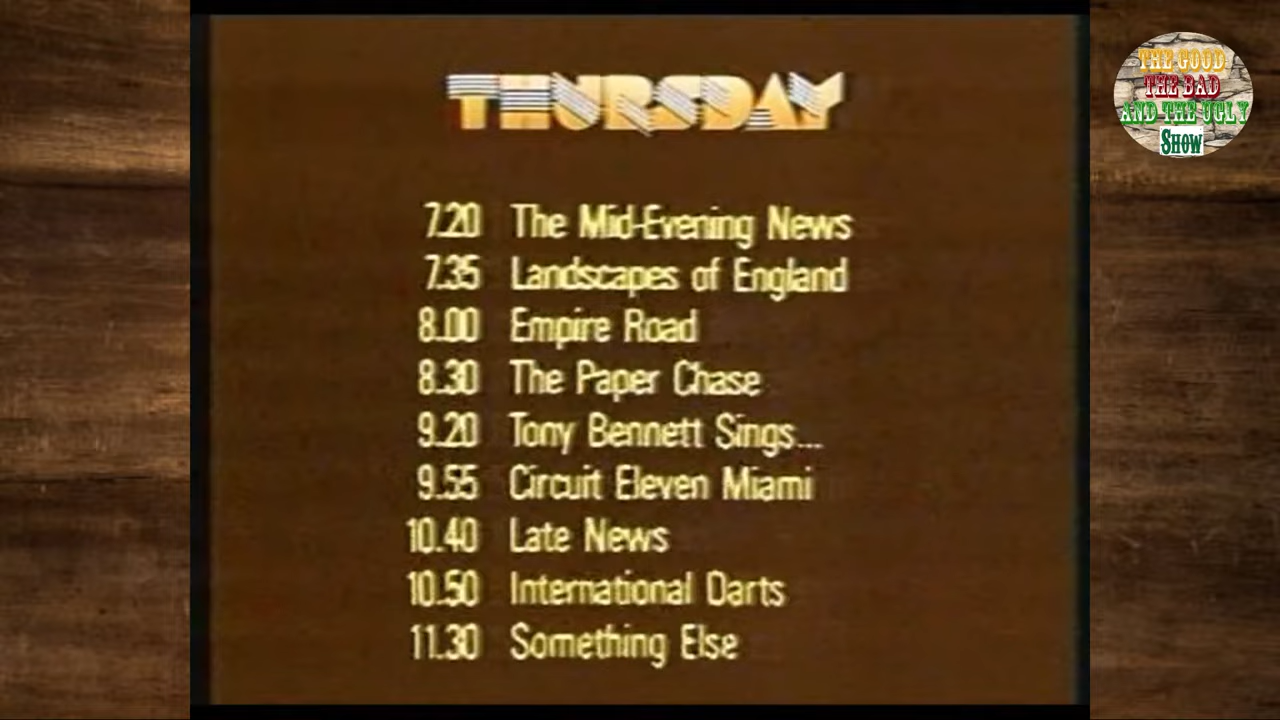 THURSDAY
7.20 The Mid-Evening News
7.35 Landscapes of England
8.00 Empire Road
8.30 The Paper Chase
9.20 Tony Bennett Sings...
9.55 Circuit Eleven Miami
10.40 Late News
10.50 International Darts
11.30 Something Else
THE GOOD
THE BAD
AND THE UGLY
SHOW